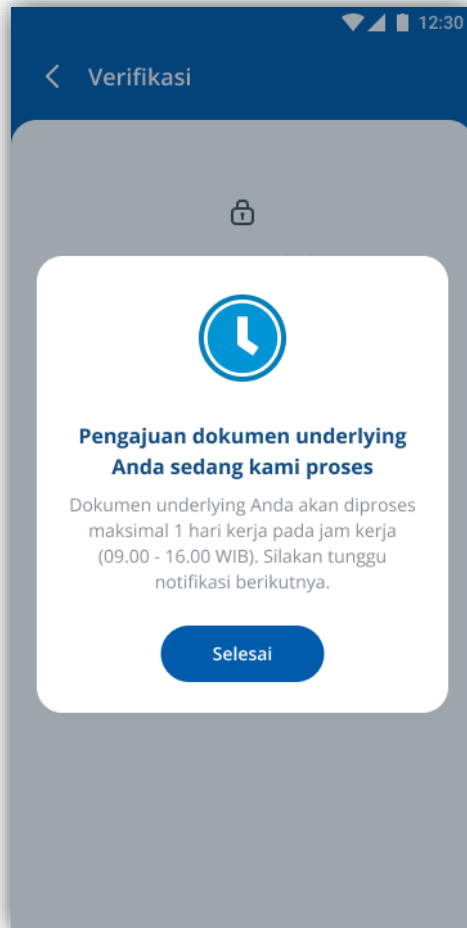 12:30
Verifikasi
Pengajuan dokumen underlying
Anda sedang kami proses
Dokumen underlying Anda akan diproses
maksimal 1 hari kerja pada jam kerja
(09.00 - 16.00 WIB). Silakan tunggu
notifikasi berikutnya.
Selesai